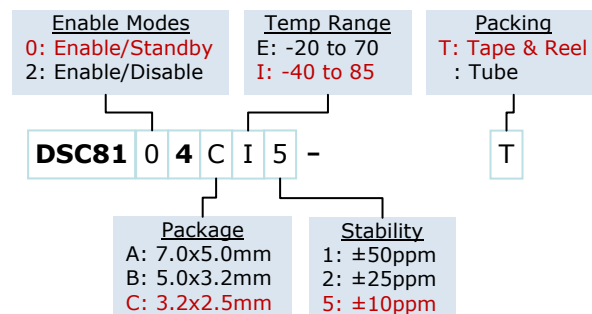 Enable Modes
0: Enable/Standby
2: Enable/Disable
Temp Range
E: -20 to 70
I: -40 to 85
Packing
T: Tape & Reel
: Tube
DSC81 0 4 C I 5 – T
Package
A: 7.0x5.0mm
B: 5.0x3.2mm
C: 3.2x2.5mm
Stability
1: ±50ppm
2: ±25ppm
5: ±10ppm